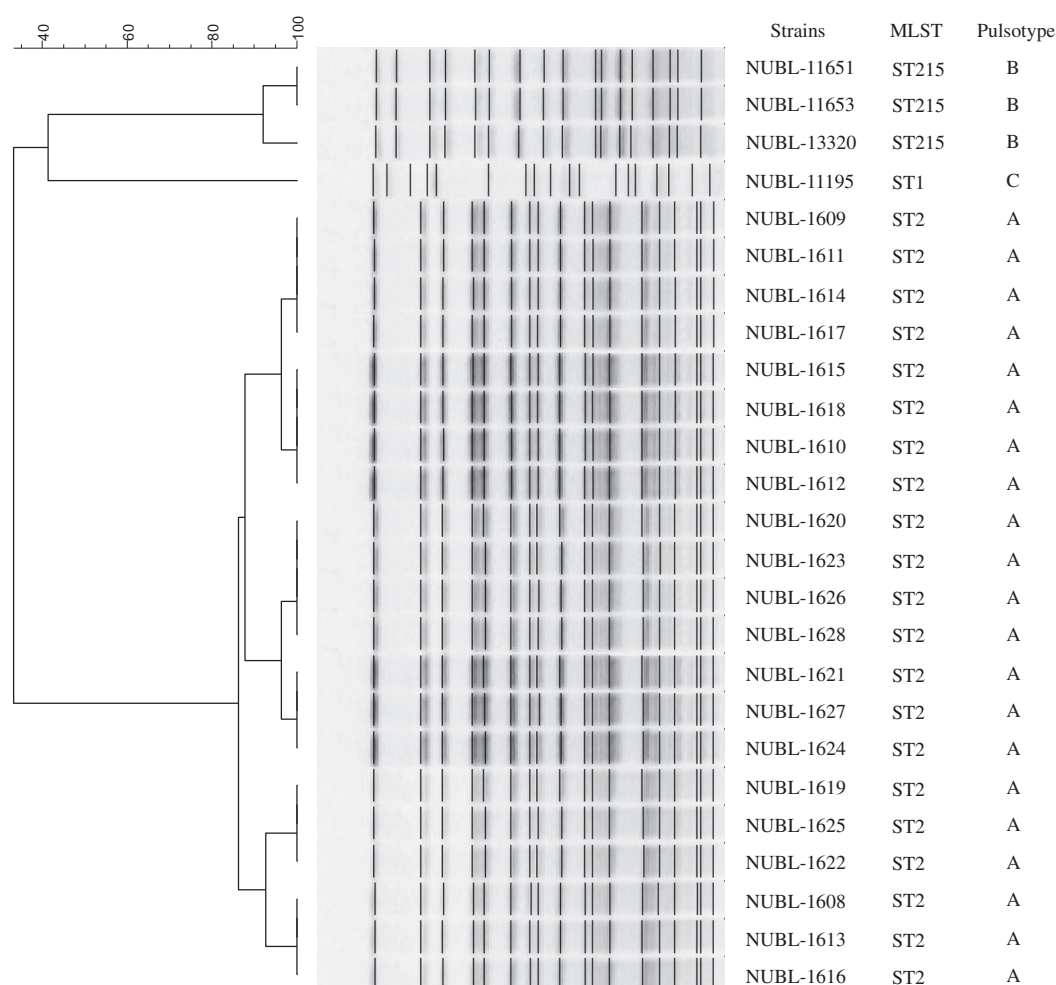 40 60 80 100
Strains MLST Pulsotype
NUBL-11651 ST215 B
NUBL-11653 ST215 B
NUBL-13320 ST215 B
NUBL-11195 ST1 C
NUBL-1609 ST2 A
NUBL-1611 ST2 A
NUBL-1614 ST2 A
NUBL-1617 ST2 A
NUBL-1615 ST2 A
NUBL-1618 ST2 A
NUBL-1610 ST2 A
NUBL-1612 ST2 A
NUBL-1620 ST2 A
NUBL-1623 ST2 A
NUBL-1626 ST2 A
NUBL-1628 ST2 A
NUBL-1621 ST2 A
NUBL-1627 ST2 A
NUBL-1624 ST2 A
NUBL-1619 ST2 A
NUBL-1625 ST2 A
NUBL-1622 ST2 A
NUBL-1608 ST2 A
NUBL-1613 ST2 A
NUBL-1616 ST2 A